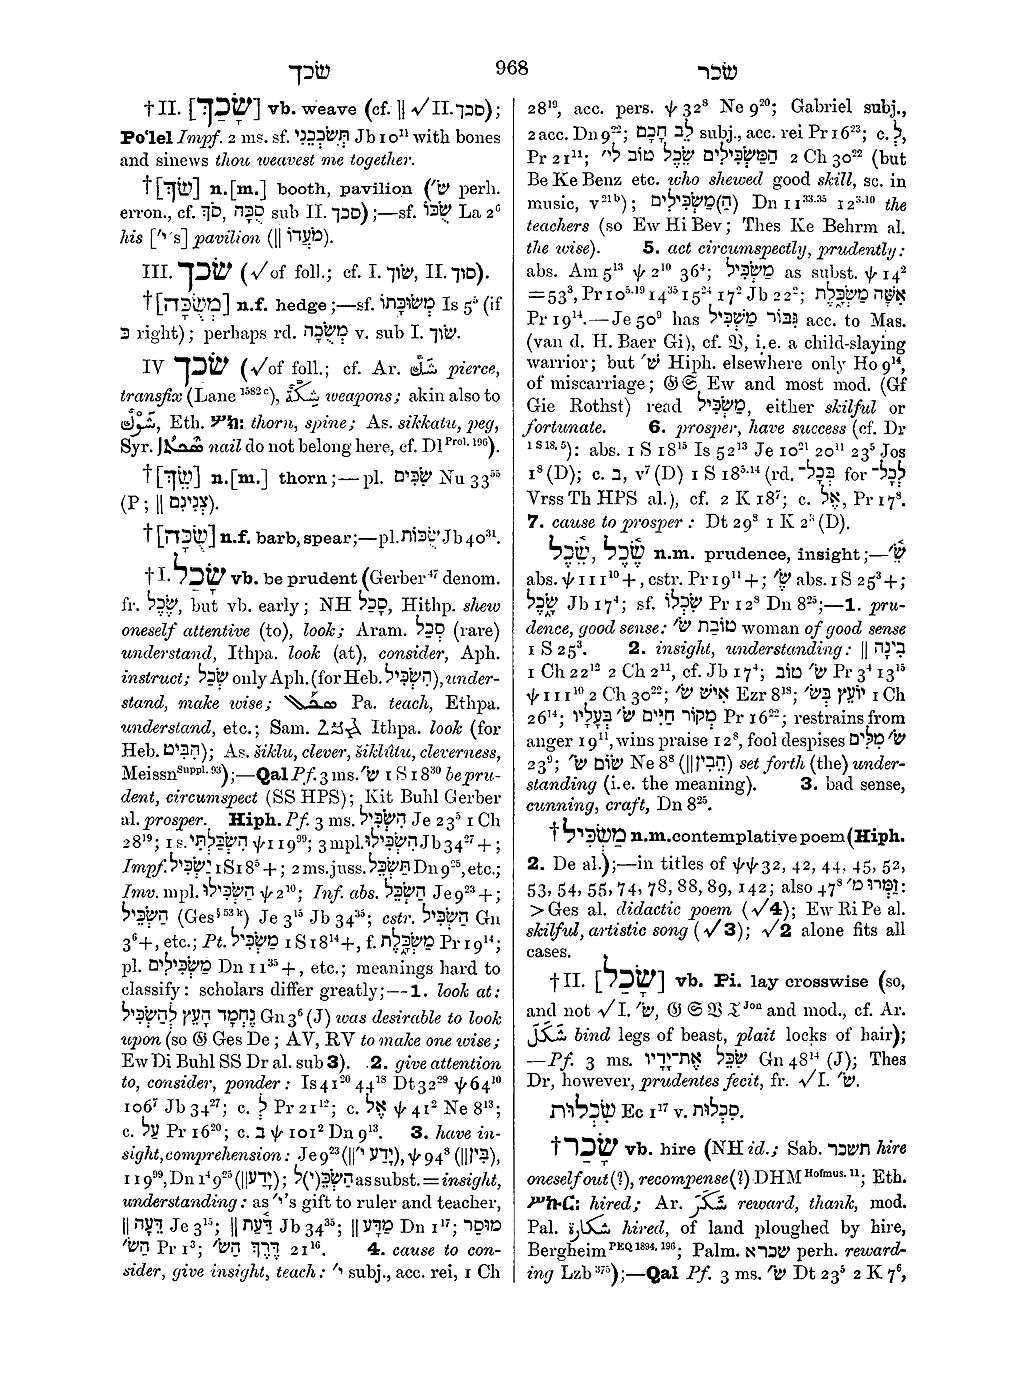 שׂכך
968
שׂכר
†II. [שָׂכַךְ] vb. weave (cf. ‖ √II. סכך);
Po‘lel Impf. 2 ms. sf. תְּשֹׂכְכֵנִי Jb 10¹¹ with bones
and sinews thou weavest me together.
†[שֹׂךְ] n.[m.] booth, pavilion (שׂ׳ perh.
erron., cf. סֹךְ, סֻכָּה sub II. סכך);—sf. שֻׂכּוֹ La 2⁶
his [י׳'s] pavilion (‖ מֹעֲדוֹ).
III. שׂכך (√of foll.; cf. I. שׂוּךְ, II. סוּךְ).
†[מְשׂוּכָּה] n.f. hedge;—sf. מְשׂוּכָּתוֹ Is 5⁵ (if
כּ right); perhaps rd. מְשֻׂכָה v. sub I. שׂוּךְ.
IV שׂכך (√of foll.; cf. Ar. شَكَّ pierce,
transfix (Lane ¹⁵⁸² ᶜ), شِكَّةٌ weapons; akin also to
شَوْكٌ, Eth. ሦክ: thorn, spine; As. sikkatu, peg,
Syr. nail do not belong here, cf. Dl Prol. 196).
†[שֵׂךְ] n.[m.] thorn;—pl. שִׂכִּים Nu 33⁵⁵
(P; ‖ צְנִינִם).
†[שֻׂכָּה] n.f. barb, spear;—pl. שֻׂכּוֹת Jb 40³¹.
†I. שָׂכַל vb. be prudent (Gerber⁴⁷ denom.
fr. שֶׂכֶל, but vb. early; NH סָכַל, Hithp. shew
oneself attentive (to), look; Aram. סְכַל (rare)
understand, Ithpa. look (at), consider, Aph.
instruct; שְׂכַל only Aph. (for Heb. הִשְׂכִּיל), under-
stand, make wise; Pa. teach, Ethpa.
understand, etc.; Sam. Ithpa. look (for
Heb. הִבִּיט); As. šiklu, clever, šiklûtu, cleverness,
Meissn Suppl. 93);—Qal Pf. 3 ms. שׂ׳ 1 S 18³⁰ be pru-
dent, circumspect (SS HPS); Kit Buhl Gerber
al. prosper. Hiph. Pf. 3 ms. הִשְׂכִּיל Je 23⁵ 1 Ch
28¹⁹; 1 s. הִשְׂכַּלְתִּי ψ 119⁹⁹; 3 mpl. הִשְׂכִּילוּ Jb 34²⁷+;
Impf. יַשְׂכִּיל 1 S 18⁵+; 2 ms. juss. תַּשְׂכֵּל Dn 9²⁵, etc.;
Imv. mpl. הַשְׂכִּילוּ ψ 2¹⁰; Inf. abs. הַשְׂכֵּל Je 9²³+;
הַשְׂכֵּיל (Ges § 53 k) Je 3¹⁵ Jb 34³⁵; cstr. הַשְׂכִּיל Gn
3⁶+, etc.; Pt. מַשְׂכִּיל 1 S 18¹⁴+, f. מַשְׂכֶּלֶת Pr 19¹⁴;
pl. מַשְׂכִּילִים Dn 11³⁵+, etc.; meanings hard to
classify: scholars differ greatly;—1. look at:
נֶחְמָד הָעֵץ לְהַשְׂכִּיל Gn 3⁶ (J) was desirable to look
upon (so 𝔊 Ges De; AV, RV to make one wise;
Ew Di Buhl SS Dr al. sub 3). 2. give attention
to, consider, ponder: Is 41²⁰ 44¹⁸ Dt 32²⁹ ψ 64¹⁰
106⁷ Jb 34²⁷; c. לְ Pr 21¹²; c. אֶל ψ 41² Ne 8¹³;
c. עַל Pr 16²⁰; c. בְּ ψ 101² Dn 9¹³. 3. have in-
sight, comprehension: Je 9²³ (‖ יָדַע י׳), ψ 94⁸ (‖ בִּין),
119⁹⁹, Dn 1⁴ 9²⁵ (‖ יָדַע); הַשְׂכֵּ(י)ל as subst. = insight,
understanding: as י׳'s gift to ruler and teacher,
‖ דֵּעָה Je 3¹⁵; ‖ דַּעַת Jb 34³⁵; ‖ מַדַּע Dn 1¹⁷; מוּסַר
הַשׂ׳ Pr 1³; דֶּרֶךְ הַשׂ׳ 21¹⁶. 4. cause to con-
sider, give insight, teach: י׳ subj., acc. rei, 1 Ch
28¹⁹, acc. pers. ψ 32⁸ Ne 9²⁰; Gabriel subj.,
2 acc. Dn 9²²; לֵב חָכָם subj., acc. rei Pr 16²³; c. לְ,
Pr 21¹¹; הַמַּשְׂכִּילִים שֵׂכֶל טוֹב לי׳ 2 Ch 30²² (but
Be Ke Benz etc. who shewed good skill, sc. in
music, v²¹ᵇ); (הַ)מַּשְׂכִּילִים Dn 11³³·³⁵ 12³·¹⁰ the
teachers (so Ew Hi Bev; Thes Ke Behrm al.
the wise). 5. act circumspectly, prudently:
abs. Am 5¹³ ψ 2¹⁰ 36⁴; מַשְׂכִּיל as subst. ψ 14²
=53³, Pr 10⁵·¹⁹ 14³⁵ 15²⁴ 17² Jb 22²; אִשָּׁה מַשְׂכָּלֶת
Pr 19¹⁴.—Je 50⁹ has גִּבּוֹר מַשְׁכִּיל acc. to Mas.
(van d. H. Baer Gi), cf. 𝔙, i.e. a child-slaying
warrior; but שׁ׳ Hiph. elsewhere only Ho 9¹⁴,
of miscarriage; 𝔊 𝔖, Ew and most mod. (Gf
Gie Rothst) read מַשְׂכִּיל, either skilful or
fortunate. 6. prosper, have success (cf. Dr
¹ ˢ ¹⁸, ⁵): abs. 1 S 18¹⁵ Is 52¹³ Je 10²¹ 20¹¹ 23⁵ Jos
1⁸ (D); c. בְּ, v⁷ (D) 1 S 18⁵·¹⁴ (rd. בְּכָל־ for לְכָל־
Vrss Th HPS al.), cf. 2 K 18⁷; c. אֶל, Pr 17⁸.
7. cause to prosper: Dt 29⁸ 1 K 2³ (D).
שֶׂכֶל, שֵׂכֶל n.m. prudence, insight;—שֵׂ׳
abs. ψ 111¹⁰+, cstr. Pr 19¹¹+; שֶׂ׳ abs. 1 S 25³+;
שָׂכֶל Jb 17⁴; sf. שִׂכְלוֹ Pr 12⁸ Dn 8²⁵;—1. pru-
dence, good sense: טוֹבַת שׂ׳ woman of good sense
1 S 25³. 2. insight, understanding: ‖ בִּינָה
1 Ch 22¹² 2 Ch 2¹¹, cf. Jb 17⁴; שׂ׳ טוֹב Pr 3⁴ 13¹⁵
ψ 111¹⁰ 2 Ch 30²²; אִישׁ שׂ׳ Ezr 8¹⁸; יוֹעֵץ בְּשׂ׳ 1 Ch
26¹⁴; מְקוֹר חַיִּים שׂ׳ בְּעָלָיו Pr 16²²; restrains from
anger 19¹¹, wins praise 12⁸, fool despises שׂ׳ מִלִּים
23⁹; שׂוֹם שׂ׳ Ne 8⁸ (‖ הֵבִין) set forth (the) under-
standing (i.e. the meaning). 3. bad sense,
cunning, craft, Dn 8²⁵.
†מַשְׂכִּיל n.m. contemplative poem (Hiph.
2. De al.);—in titles of ψψ 32, 42, 44, 45, 52,
53, 54, 55, 74, 78, 88, 89, 142; also 47⁸ זַמְּרוּ מ׳:
> Ges al. didactic poem (√4); Ew Ri Pe al.
skilful, artistic song (√3); √2 alone fits all
cases.
†II. [שָׂכַל] vb. Pi. lay crosswise (so,
and not √I. שׂ׳, 𝔊 𝔖 𝔙 𝔗 Jon and mod., cf. Ar.
شَكَلَ bind legs of beast, plait locks of hair);
—Pf. 3 ms. שִׂכֵּל אֶת־יָדָיו Gn 48¹⁴ (J); Thes
Dr, however, prudentes fecit, fr. √I. שׂ׳.
שִׂכְלוּת Ec 1¹⁷ v. סִכְלוּת.
†שָׂכַר vb. hire (NH id.; Sab. תשכר hire
oneself out (?), recompense (?) DHM Hofmus. 11; Eth.
ሠክር: hired; Ar. شَكَرَ reward, thank, mod.
Pal. شكارة hired, of land ploughed by hire,
Bergheim PEQ 1894, 196; Palm. שכרא perh. reward-
ing Lzb ³⁷⁵);—Qal Pf. 3 ms. שׂ׳ Dt 23⁵ 2 K 7⁶,